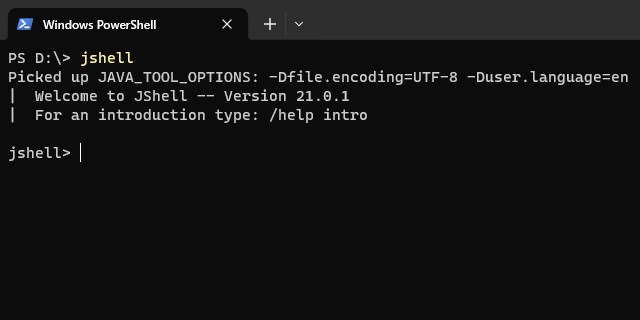 Windows PowerShell
PS D:\> jshell
Picked up JAVA_TOOL_OPTIONS: -Dfile.encoding=UTF-8 -Duser.language=en
|  Welcome to JShell -- Version 21.0.1
|  For an introduction type: /help intro
jshell>